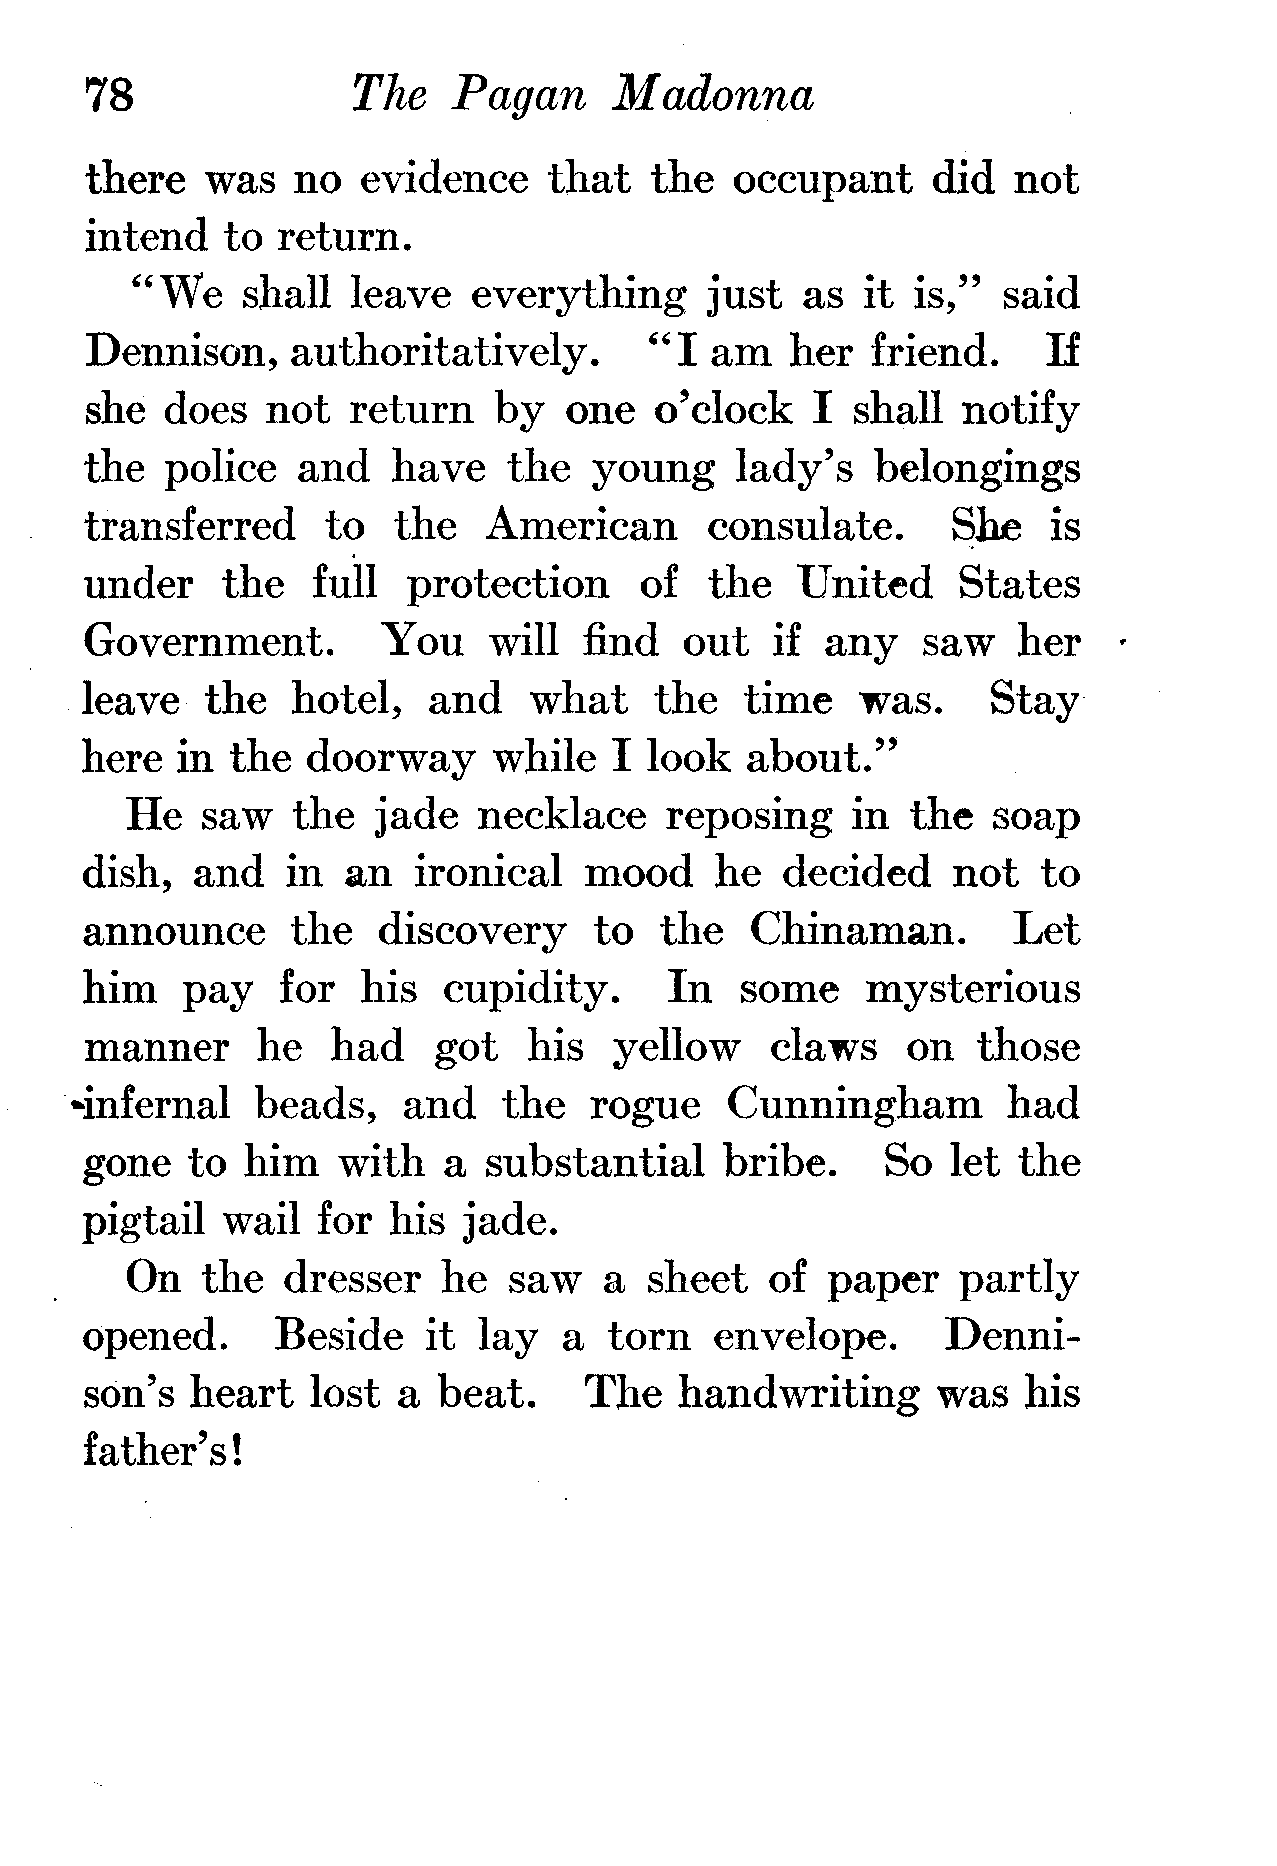 78 The Pagan Madonna
there was no evidence that the occupant did not
intend to return.
“We shall leave everything just as it is,” said
Dennison, authoritatively. “I am her friend. If
she does not return by one o’clock I shall notify
the police and have the young lady’s belongings
transferred to the American consulate. She is
under the full protection of the United States
Government. You will find out if any saw her
leave the hotel, and what the time was. Stay
here in the doorway while I look about.”
He saw the jade necklace reposing in the soap
dish, and in an ironical mood he decided not to
announce the discovery to the Chinaman. Let
him pay for his cupidity. In some mysterious
manner he had got his yellow claws on those
infernal beads, and the rogue Cunningham had
gone to him with a substantial bribe. So let the
pigtail wail for his jade.
On the dresser he saw a sheet of paper partly
opened. Beside it lay a torn envelope. Denni-
son’s heart lost a beat. The handwriting was his
father’s!